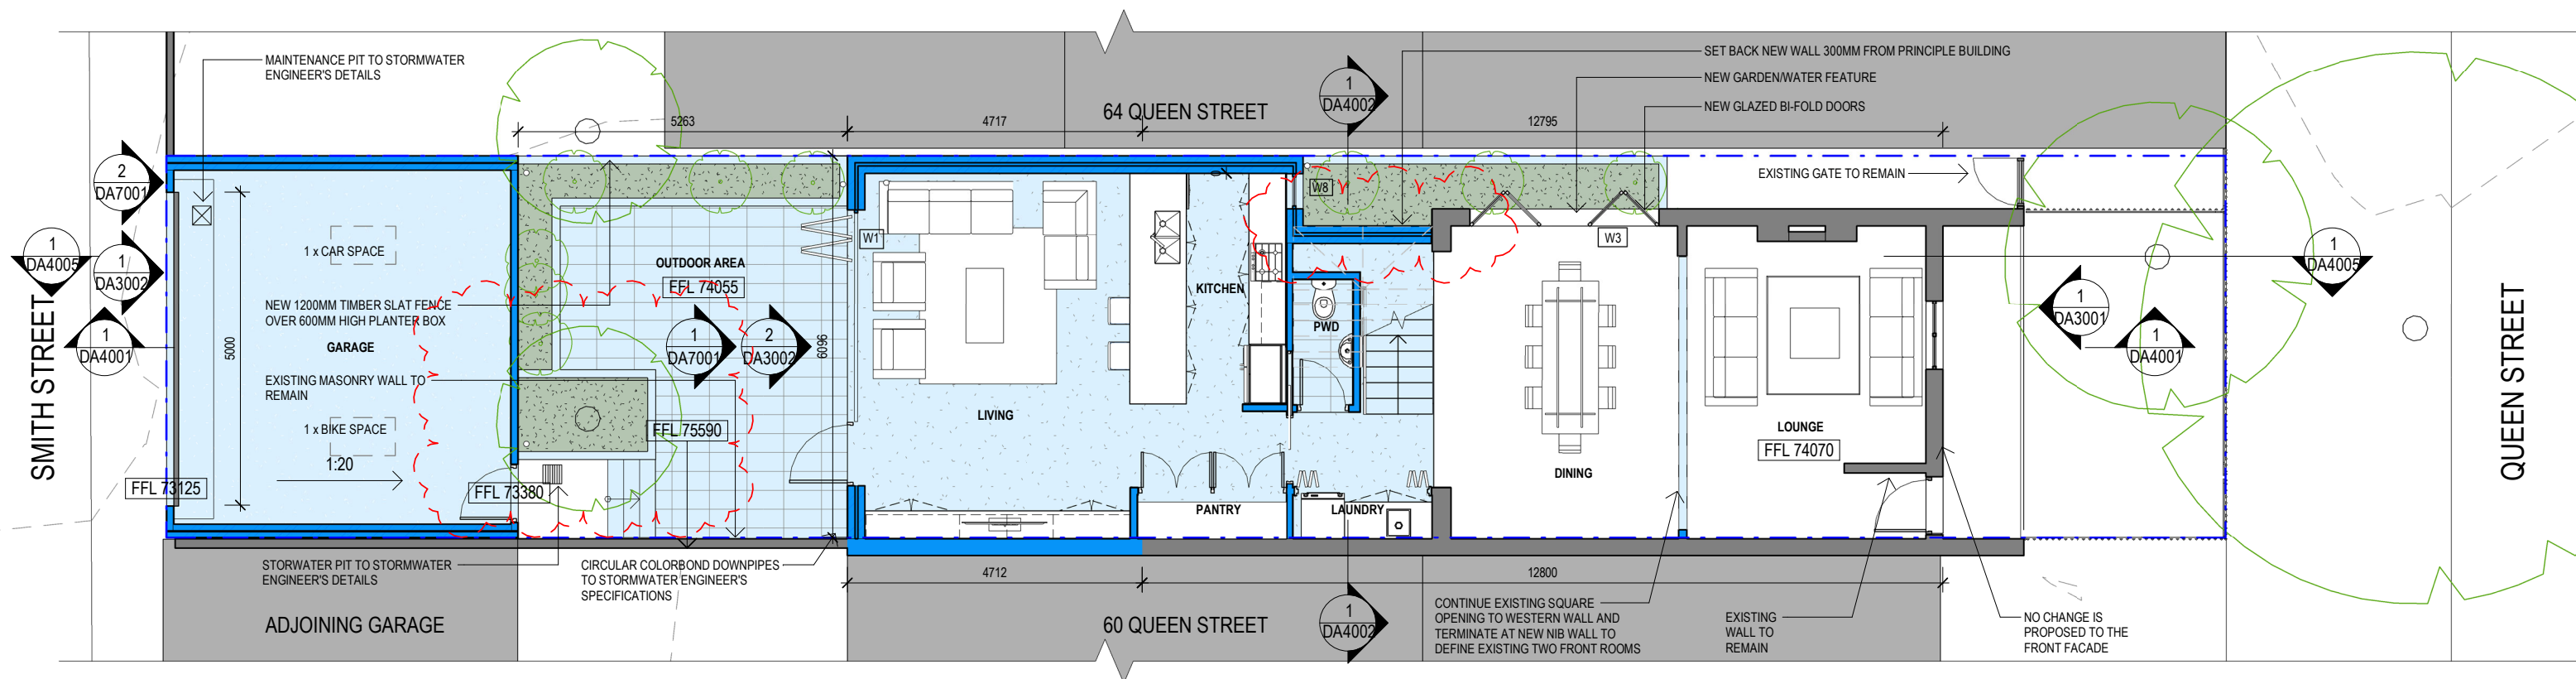 MAINTENANCE PIT TO STORMWATER
ENGINEER'S DETAILS
64 QUEEN STREET
1
DA4002
SET BACK NEW WALL 300MM FROM PRINCIPLE BUILDING
NEW GARDEN/WATER FEATURE
NEW GLAZED BI-FOLD DOORS
5263
4717
12795
2
DA7001
1
DA4005
1
DA3002
1
DA4001
SMITH STREET
5000
1 x CAR SPACE
NEW 1200MM TIMBER SLAT FENCE
OVER 600MM HIGH PLANTER BOX
GARAGE
EXISTING MASONRY WALL TO
REMAIN
1 x BIKE SPACE
1:20
FFL 73125
FFL 73380
OUTDOOR AREA
FFL 74055
1
DA7001
2
DA3002
6096
FFL 75590
W1
LIVING
KITCHEN
W8
PWD
PANTRY
LAUNDRY
W3
DINING
LOUNGE
FFL 74070
EXISTING GATE TO REMAIN
1
DA3001
1
DA4001
1
DA4005
QUEEN STREET
STORWATER PIT TO STORMWATER
ENGINEER'S DETAILS
CIRCULAR COLORBOND DOWNPIPES
TO STORMWATER ENGINEER'S
SPECIFICATIONS
4712
12800
ADJOINING GARAGE
60 QUEEN STREET
1
DA4002
CONTINUE EXISTING SQUARE
OPENING TO WESTERN WALL AND
TERMINATE AT NEW NIB WALL TO
DEFINE EXISTING TWO FRONT ROOMS
EXISTING
WALL TO
REMAIN
NO CHANGE IS
PROPOSED TO THE
FRONT FACADE